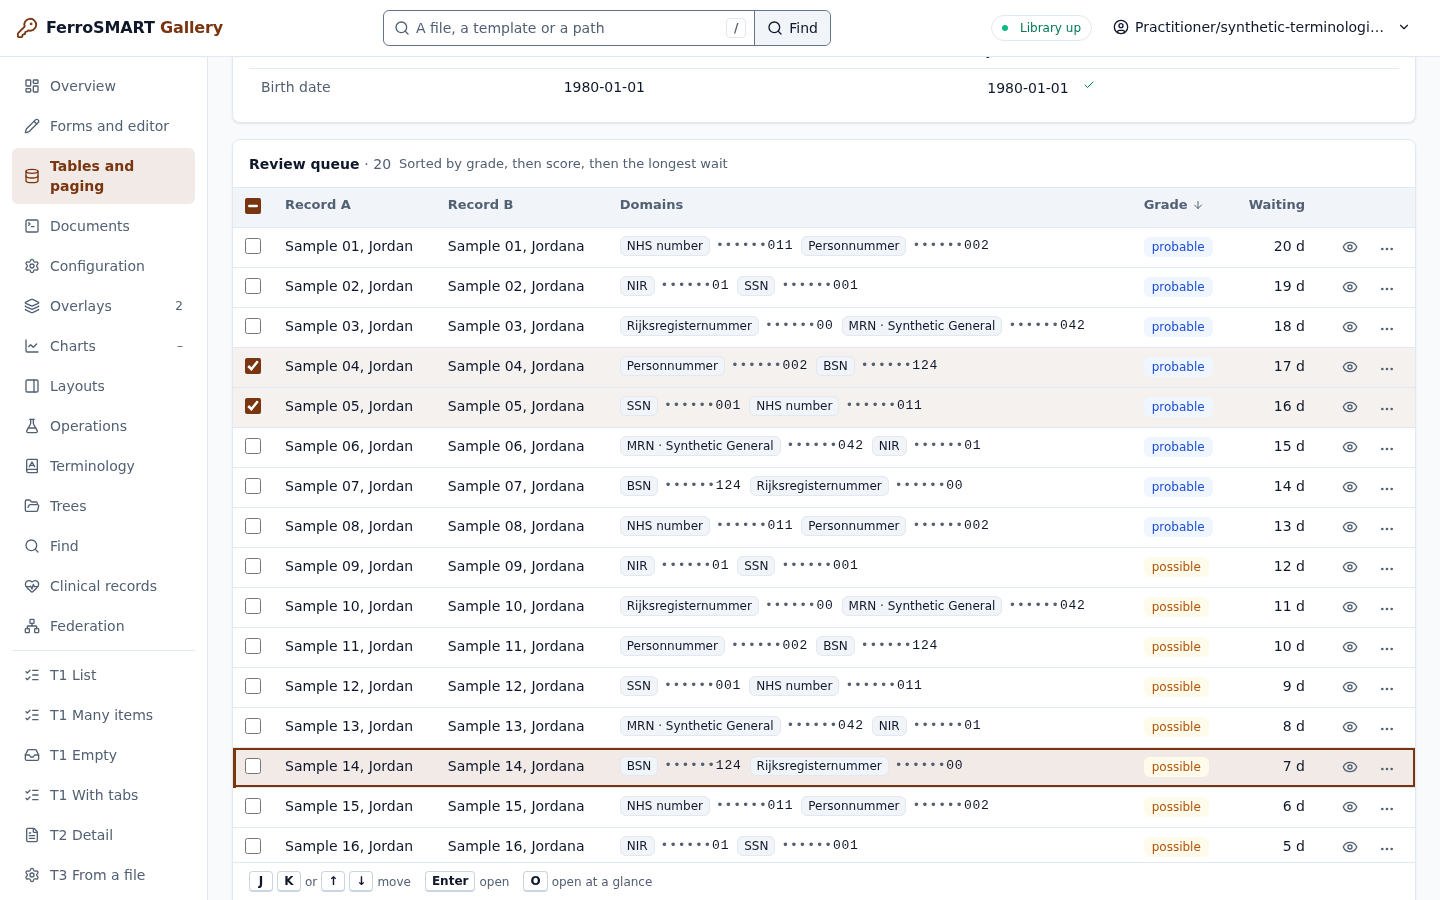 FerroSMART Gallery
A file, a template or a path / Find
Library up
Practitioner/synthetic-terminologi...
Overview
Forms and editor
Tables and paging
Documents
Configuration
Overlays 2
Charts –
Layouts
Operations
Terminology
Trees
Find
Clinical records
Federation
T1 List
T1 Many items
T1 Empty
T1 With tabs
T2 Detail
T3 From a file
Birth date 1980-01-01 1980-01-01
Review queue · 20 Sorted by grade, then score, then the longest wait
Record A Record B Domains Grade ↓ Waiting
Sample 01, Jordan Sample 01, Jordana NHS number ••••••011 Personnummer ••••••002 probable 20 d
Sample 02, Jordan Sample 02, Jordana NIR ••••••01 SSN ••••••001 probable 19 d
Sample 03, Jordan Sample 03, Jordana Rijksregisternummer ••••••00 MRN · Synthetic General ••••••042 probable 18 d
Sample 04, Jordan Sample 04, Jordana Personnummer ••••••002 BSN ••••••124 probable 17 d
Sample 05, Jordan Sample 05, Jordana SSN ••••••001 NHS number ••••••011 probable 16 d
Sample 06, Jordan Sample 06, Jordana MRN · Synthetic General ••••••042 NIR ••••••01 probable 15 d
Sample 07, Jordan Sample 07, Jordana BSN ••••••124 Rijksregisternummer ••••••00 probable 14 d
Sample 08, Jordan Sample 08, Jordana NHS number ••••••011 Personnummer ••••••002 probable 13 d
Sample 09, Jordan Sample 09, Jordana NIR ••••••01 SSN ••••••001 possible 12 d
Sample 10, Jordan Sample 10, Jordana Rijksregisternummer ••••••00 MRN · Synthetic General ••••••042 possible 11 d
Sample 11, Jordan Sample 11, Jordana Personnummer ••••••002 BSN ••••••124 possible 10 d
Sample 12, Jordan Sample 12, Jordana SSN ••••••001 NHS number ••••••011 possible 9 d
Sample 13, Jordan Sample 13, Jordana MRN · Synthetic General ••••••042 NIR ••••••01 possible 8 d
Sample 14, Jordan Sample 14, Jordana BSN ••••••124 Rijksregisternummer ••••••00 possible 7 d
Sample 15, Jordan Sample 15, Jordana NHS number ••••••011 Personnummer ••••••002 possible 6 d
Sample 16, Jordan Sample 16, Jordana NIR ••••••01 SSN ••••••001 possible 5 d
J K or ↑ ↓ move Enter open O open at a glance